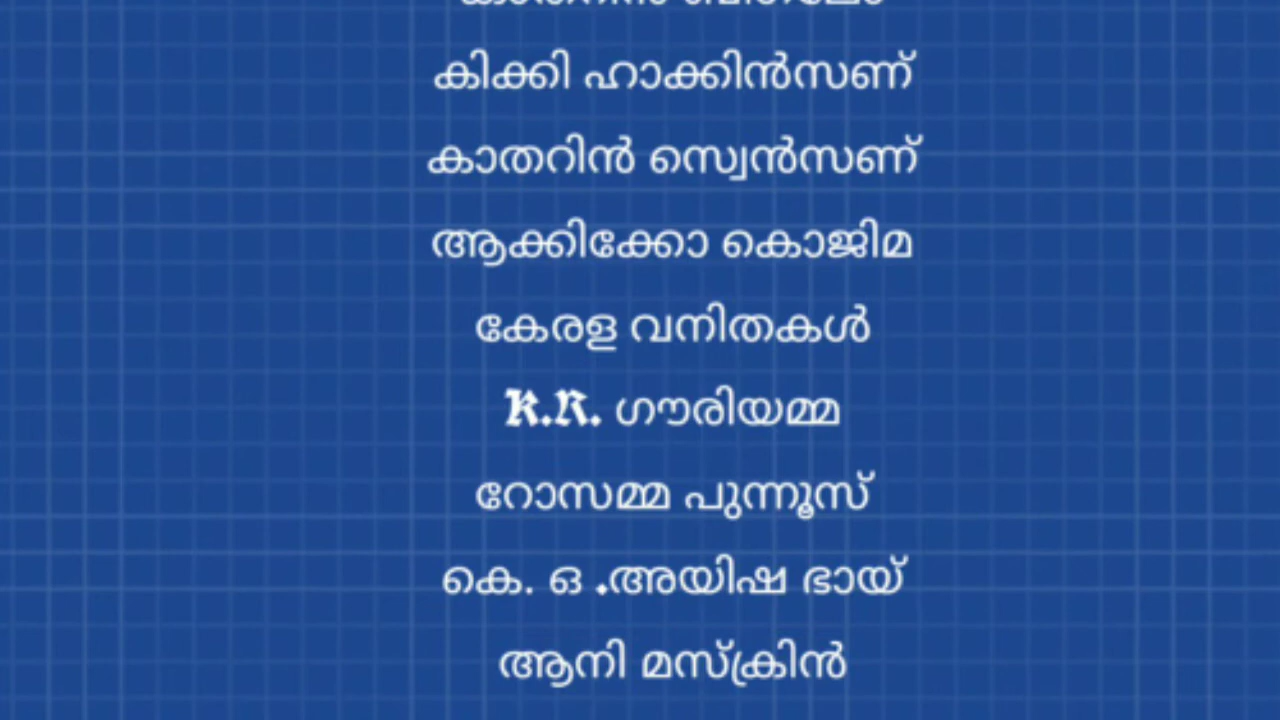 കിക്കി ഹാക്കിൻസണ്
കാതറിൻ സ്വെൻസണ്
ആക്കിക്കോ കൊജിമ
കേരള വനിതകൾ
K.R. ഗൗരിയമ്മ
റോസമ്മ പുന്നൂസ്
കെ. ഒ .അയിഷ ഭായ്
ആനി മസ്ക്രിൻ